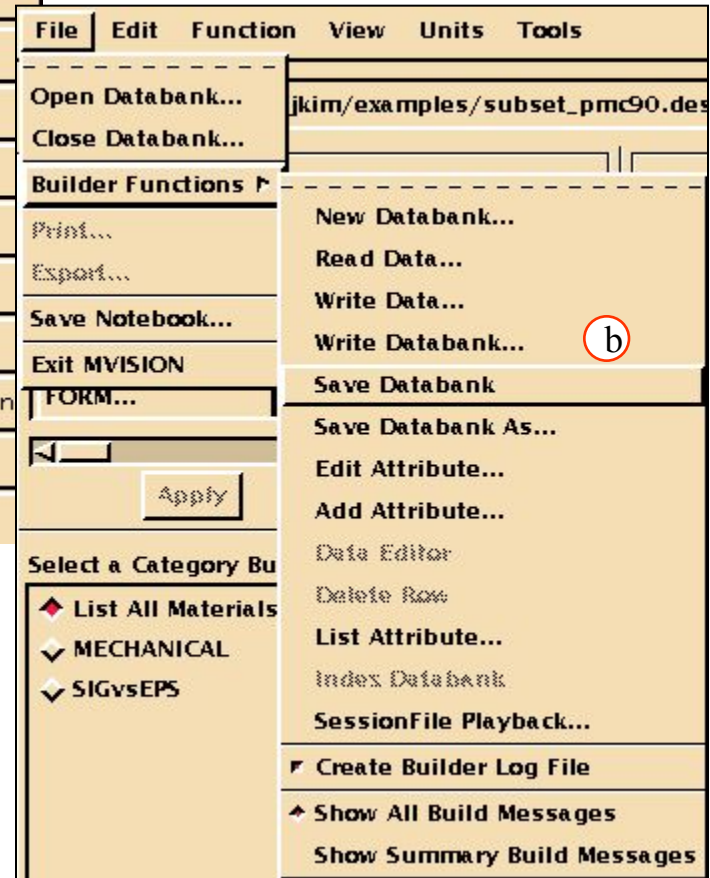 File Edit Function View Units Tools
Open Databank...
jkim/examples/subset_pmc90.des
Close Databank...
Builder Functions
Print...
Export...
Save Notebook...
Exit MVISION
n
FORM...
Apply
Select a Category Bu
List All Materials
MECHANICAL
SIGvsEPS
New Databank...
Read Data...
Write Data...
Write Databank...
b
Save Databank
Save Databank As...
Edit Attribute...
Add Attribute...
Data Editor
Delete Row
List Attribute...
Index Databank
SessionFile Playback...
Create Builder Log File
Show All Build Messages
Show Summary Build Messages